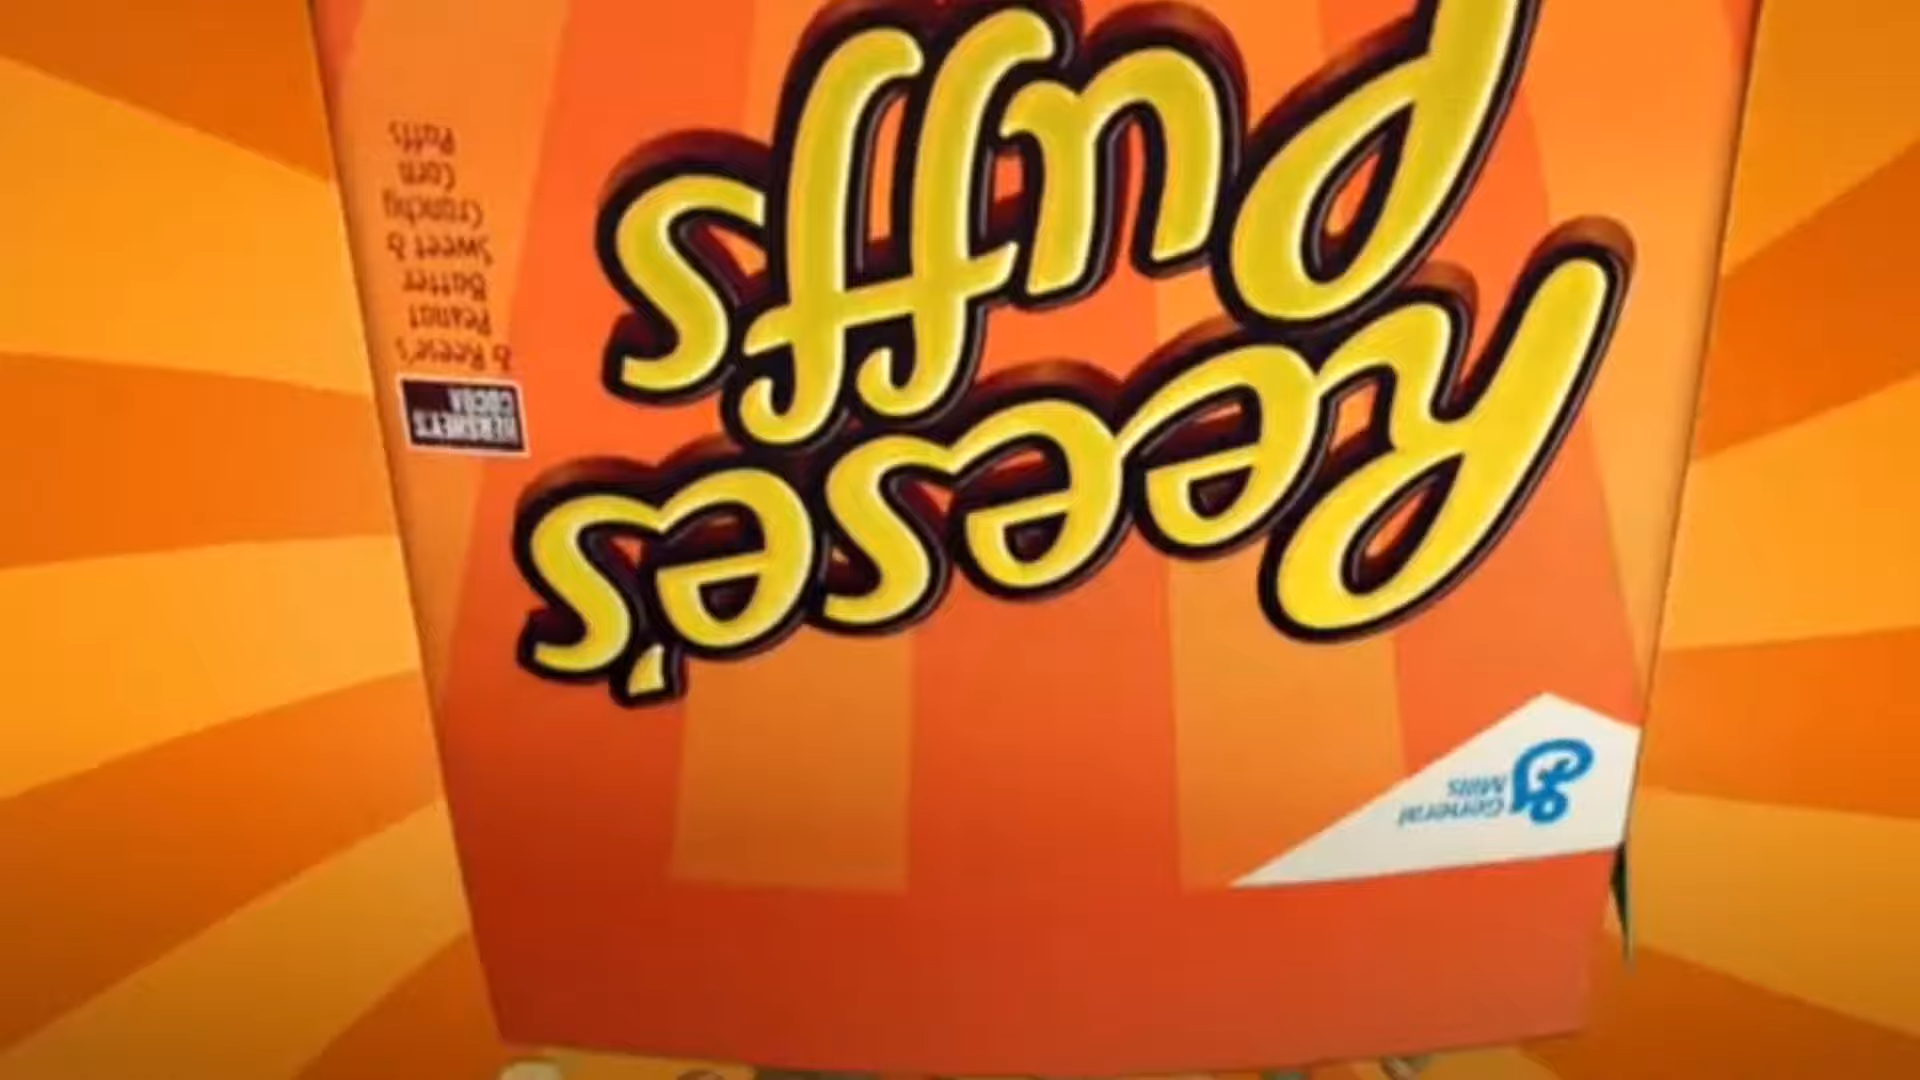 General
Mills
Reese's
Puffs
HERSHEY'S
COCOA
& Reese's
Peanut
Butter
Sweet &
Crunchy
Corn
Puffs